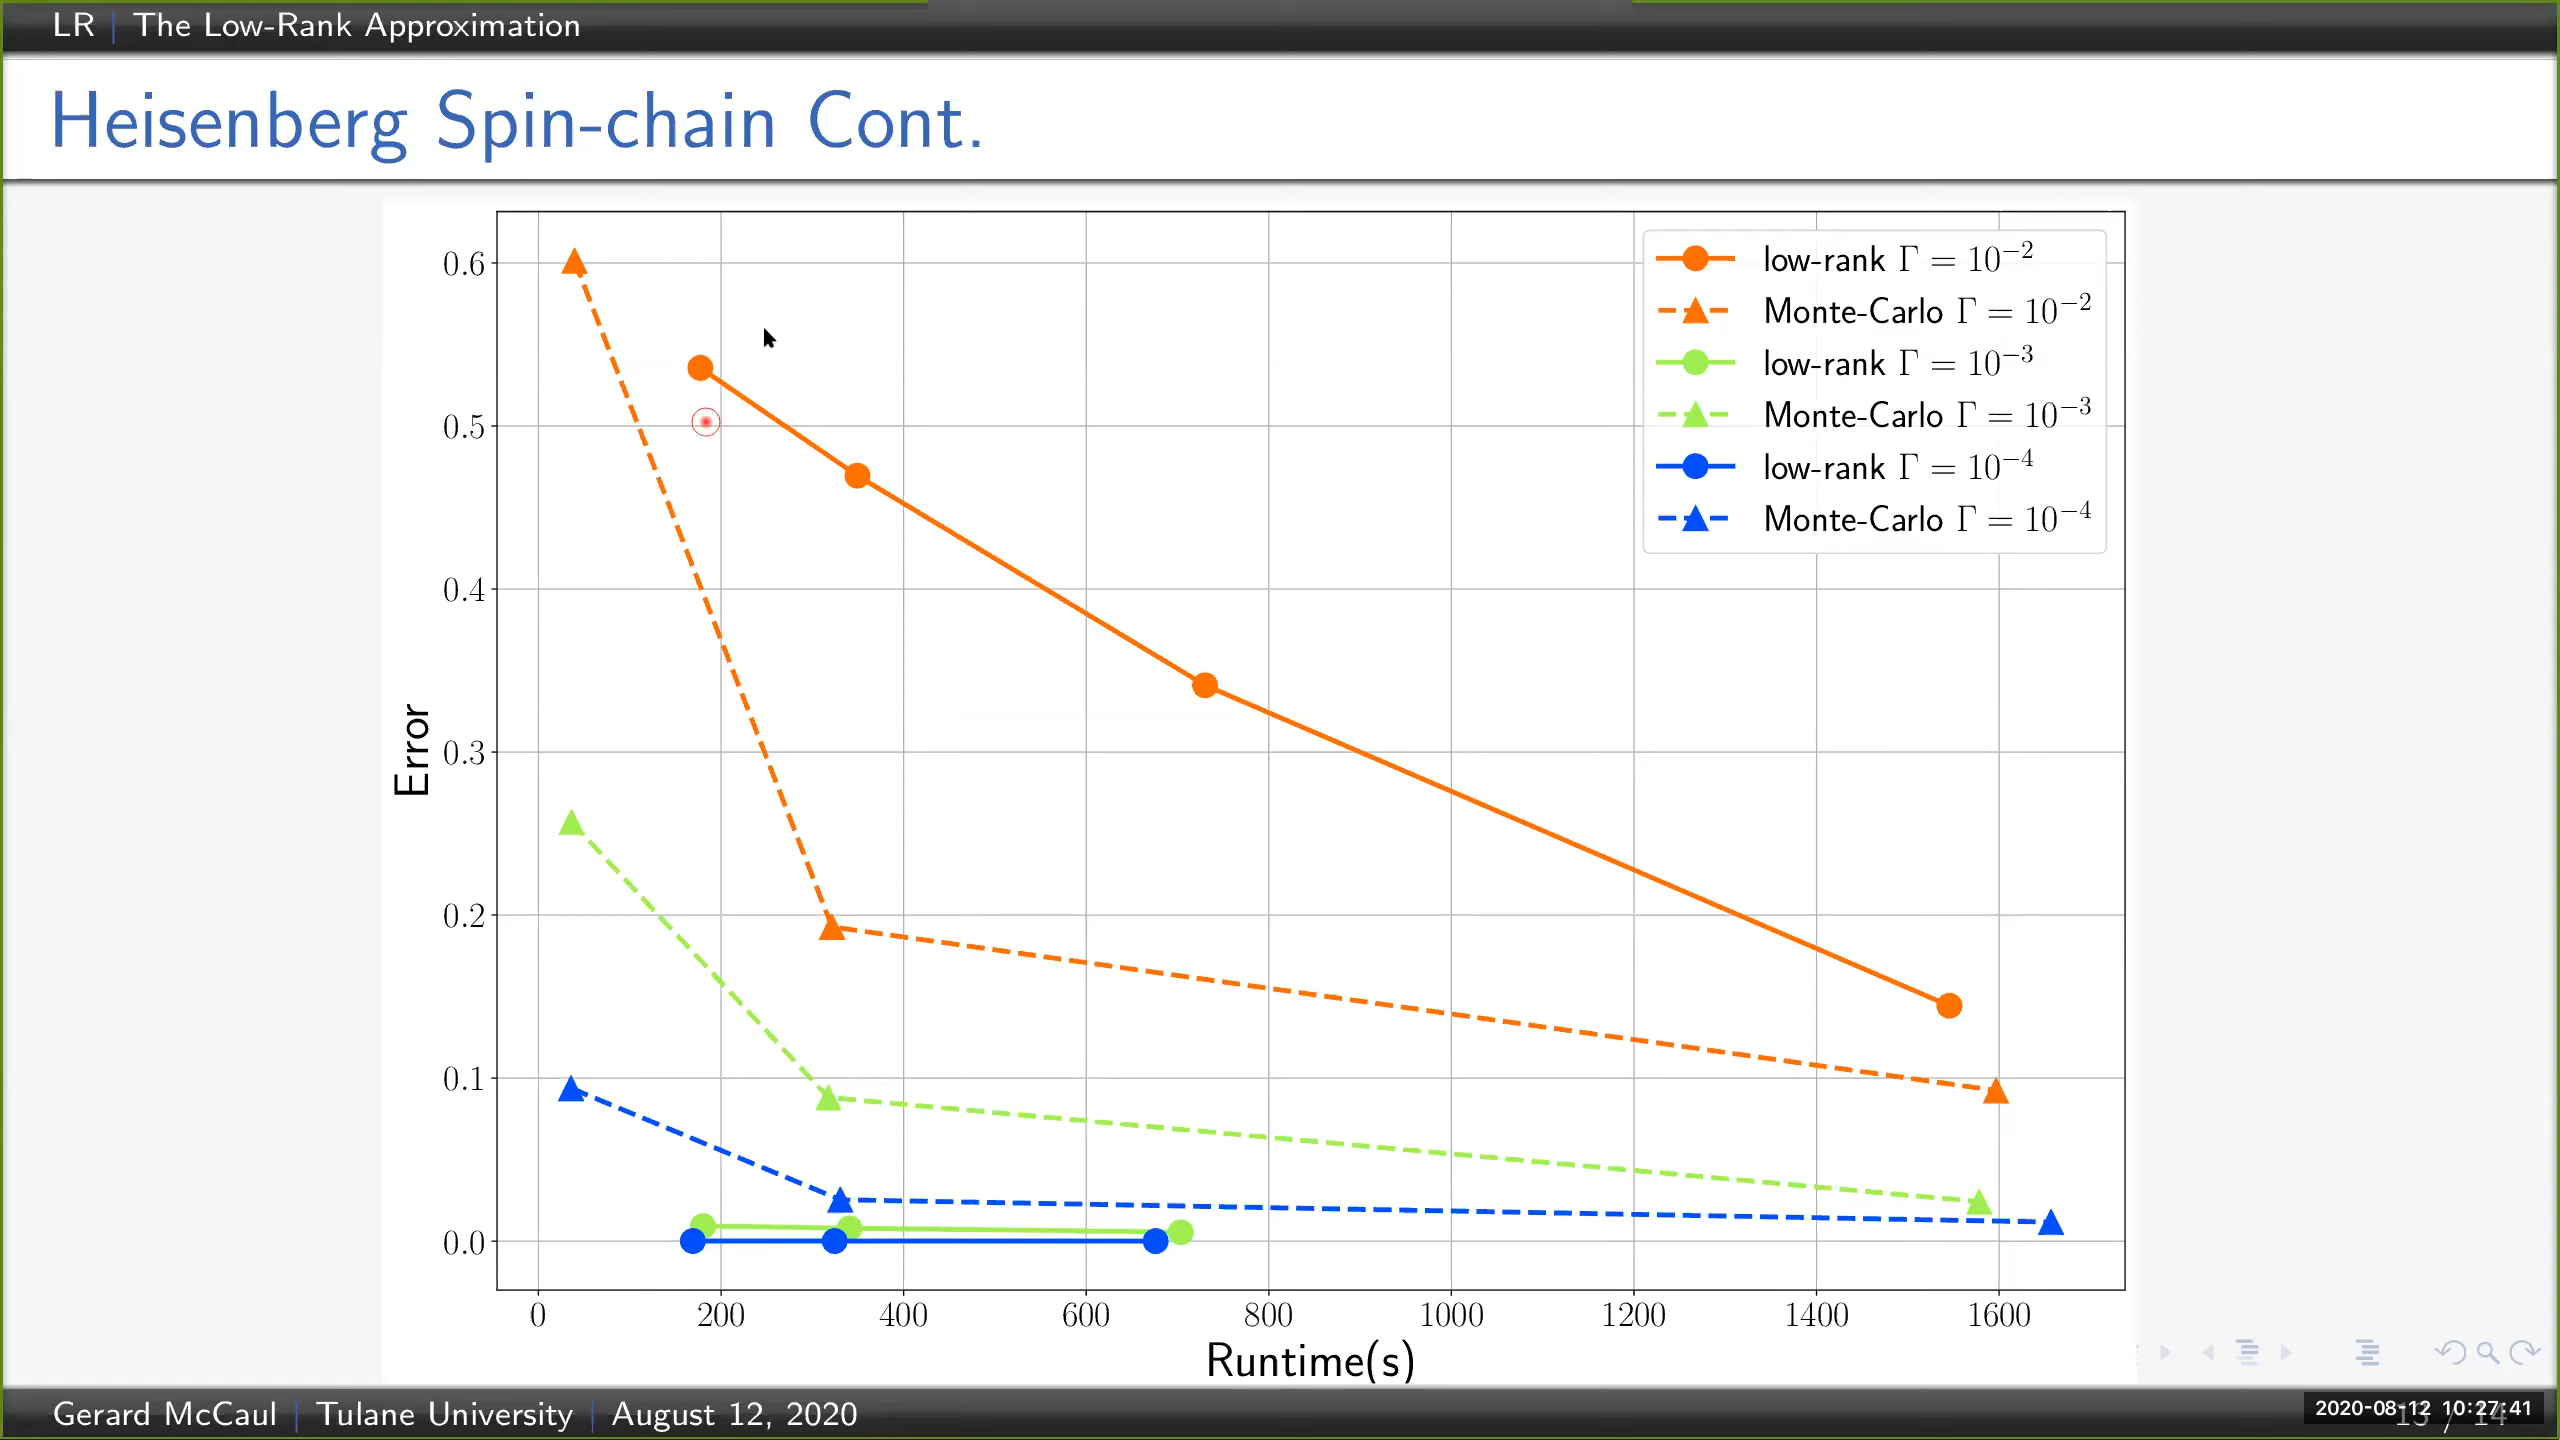 LR | The Low-Rank Approximation
Heisenberg Spin-chain Cont.
low-rank Γ = 10⁻²
Monte-Carlo Γ = 10⁻²
low-rank Γ = 10⁻³
Monte-Carlo Γ = 10⁻³
low-rank Γ = 10⁻⁴
Monte-Carlo Γ = 10⁻⁴
0.6
0.5
0.4
0.3
0.2
0.1
0.0
Error
0 200 400 600 800 1000 1200 1400 1600
Runtime(s)
Gerard McCaul | Tulane University | August 12, 2020
2020-08-12 10:27:41